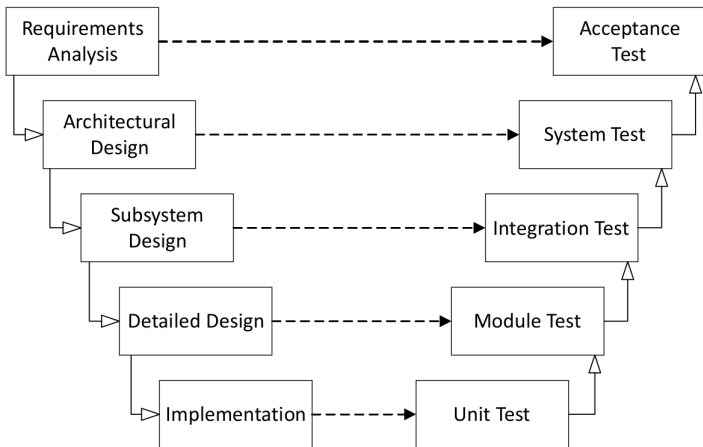 Requirements
Analysis
Acceptance
Test
Architectural
Design
System Test
Subsystem
Design
Integration Test
Detailed Design
Module Test
Implementation
Unit Test